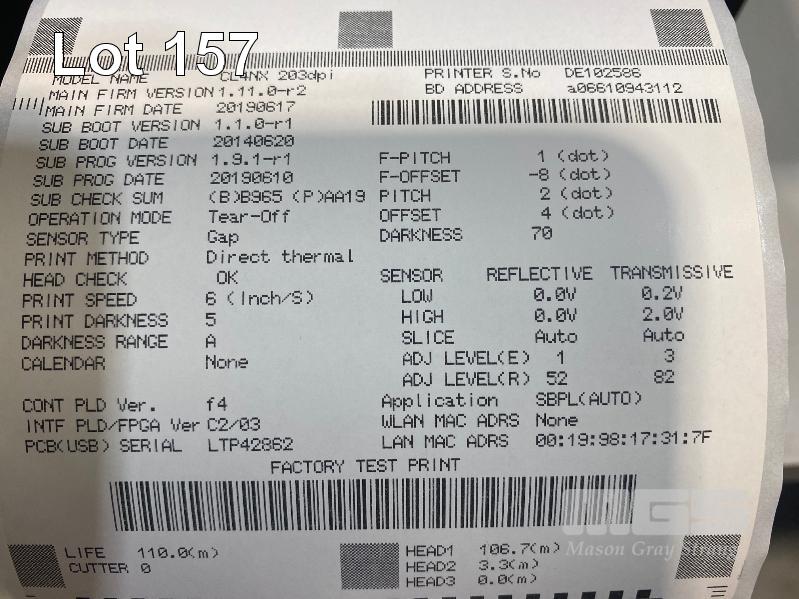 Lot 157
MODEL NAME CL4NX 203dpi PRINTER S.No DE102586
MAIN FIRM VERSION 1.11.0-r2 BD ADDRESS a06610943112
MAIN FIRM DATE 20190617
SUB BOOT VERSION 1.1.0-r1
SUB BOOT DATE 20140620
SUB PROG VERSION 1.9.1-r1 F-PITCH 1 (dot)
SUB PROG DATE 20190610 F-OFFSET -8 (dot)
SUB CHECK SUM (B)B965 (P)AA19 PITCH 2 (dot)
OPERATION MODE Tear-Off OFFSET 4 (dot)
SENSOR TYPE Gap DARKNESS 70
PRINT METHOD Direct thermal
HEAD CHECK OK SENSOR REFLECTIVE TRANSMISSIVE
PRINT SPEED 6 (Inch/S) LOW 0.0V 0.2V
PRINT DARKNESS 5 HIGH 0.0V 2.0V
DARKNESS RANGE A SLICE Auto Auto
CALENDAR None ADJ LEVEL(E) 1 3
ADJ LEVEL(R) 52 82
CONT PLD Ver. f4 Application SBPL(AUTO)
INTF PLD/FPGA Ver C2/03 WLAN MAC ADRS None
PCB(USB) SERIAL LTP42862 LAN MAC ADRS 00:19:98:17:31:7F
FACTORY TEST PRINT
MGS
Mason Gray Strange
LIFE 110.0(m) HEAD1 106.7(m)
CUTTER 0 HEAD2 3.3(m)
HEAD3 0.0(m)